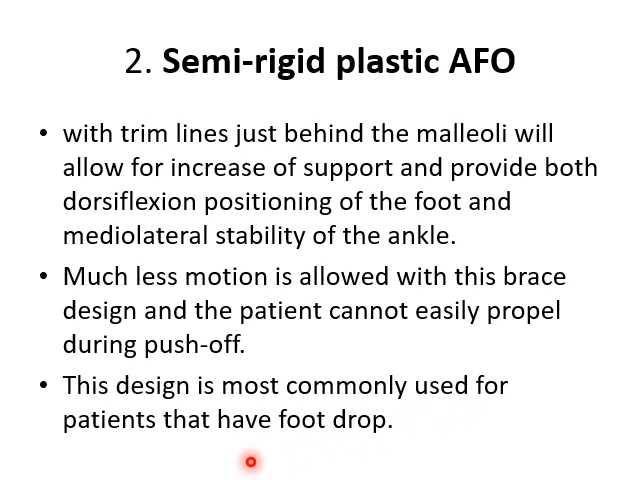 2. Semi-rigid plastic AFO
• with trim lines just behind the malleoli will
allow for increase of support and provide both
dorsiflexion positioning of the foot and
mediolateral stability of the ankle.
• Much less motion is allowed with this brace
design and the patient cannot easily propel
during push-off.
• This design is most commonly used for
patients that have foot drop.